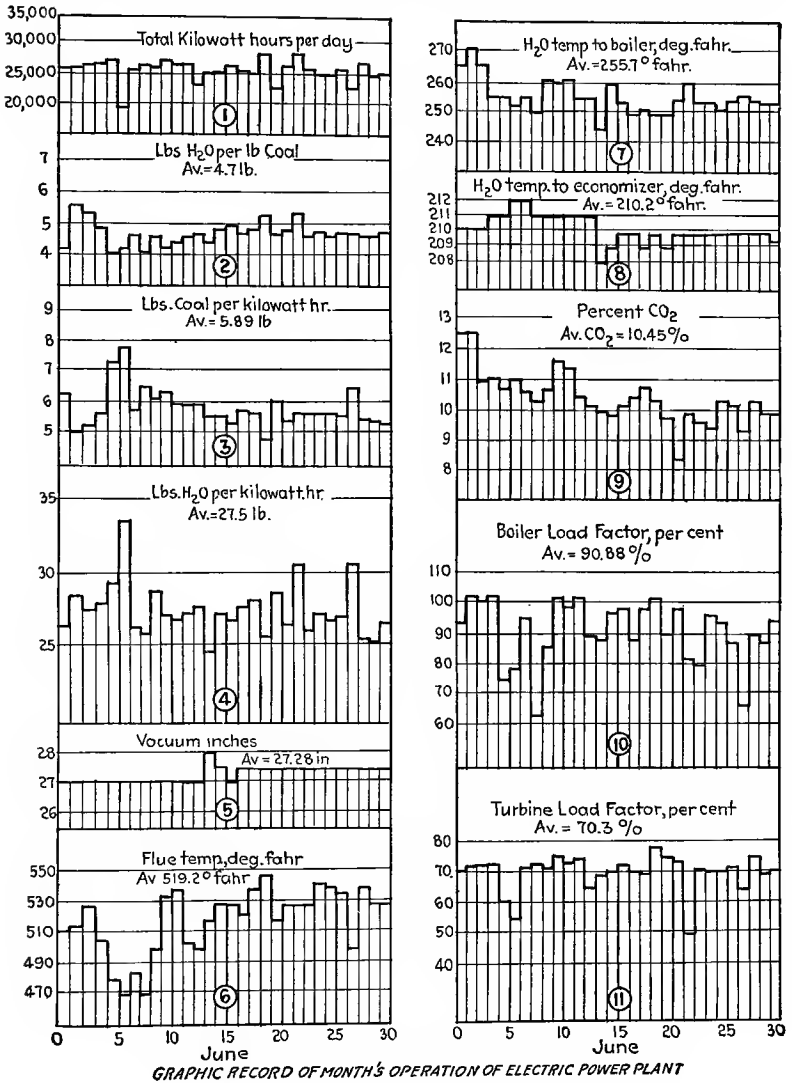 35,000
30,000
25,000
20,000
Total Kilowatt hours per day
1
Lbs H2O per lb Coal
Av.=4.7 lb.
7
6
5
4
2
Lbs. Coal per kilowatt hr.
Av.= 5.89 lb
9
8
7
6
5
3
Lbs. H2O per kilowatt.hr.
Av.=27.5 lb.
35
30
25
4
Vacuum inches
Av = 27.28 in
28
27
26
5
Flue temp, deg. fahr
Av 519.2° fahr
550
530
510
490
470
6
0 5 10 15 20 25 30
June
H2O temp to boiler, deg. fahr.
Av.=255.7° fahr.
270
260
250
240
7
H2O temp. to economizer, deg. fahr.
Av.= 210.2° fahr.
212
211
210
209
208
8
Percent CO2
Av. CO2 = 10.45%
13
12
11
10
9
8
9
Boiler Load Factor, per cent
Av. = 90.88 %
110
100
90
80
70
60
10
Turbine Load Factor, per cent
Av. = 70.3 %
80
70
60
50
40
11
0 5 10 15 20 25 30
June
GRAPHIC RECORD OF MONTH'S OPERATION OF ELECTRIC POWER PLANT